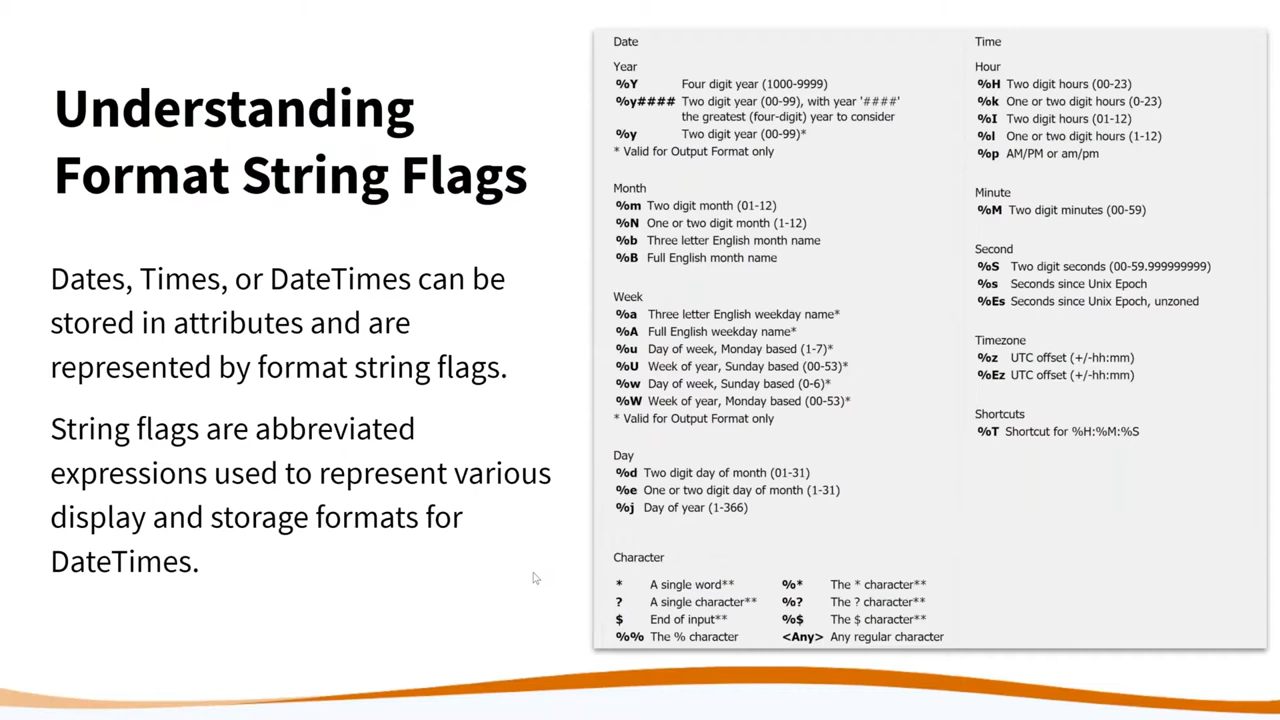 Understanding
Format String Flags
Dates, Times, or DateTimes can be
stored in attributes and are
represented by format string flags.
String flags are abbreviated
expressions used to represent various
display and storage formats for
DateTimes.
Date
Year
%Y Four digit year (1000-9999)
%y#### Two digit year (00-99), with year '####'
the greatest (four-digit) year to consider
%y Two digit year (00-99)*
* Valid for Output Format only
Month
%m Two digit month (01-12)
%N One or two digit month (1-12)
%b Three letter English month name
%B Full English month name
Week
%a Three letter English weekday name*
%A Full English weekday name*
%u Day of week, Monday based (1-7)*
%U Week of year, Sunday based (00-53)*
%w Day of week, Sunday based (0-6)*
%W Week of year, Monday based (00-53)*
* Valid for Output Format only
Day
%d Two digit day of month (01-31)
%e One or two digit day of month (1-31)
%j Day of year (1-366)
Time
Hour
%H Two digit hours (00-23)
%k One or two digit hours (0-23)
%I Two digit hours (01-12)
%l One or two digit hours (1-12)
%p AM/PM or am/pm
Minute
%M Two digit minutes (00-59)
Second
%S Two digit seconds (00-59.999999999)
%s Seconds since Unix Epoch
%Es Seconds since Unix Epoch, unzoned
Timezone
%z UTC offset (+/-hh:mm)
%Ez UTC offset (+/-hh:mm)
Shortcuts
%T Shortcut for %H:%M:%S
Character
* A single word** %* The * character**
? A single character** %? The ? character**
$ End of input** %$ The $ character**
%% The % character <Any> Any regular character